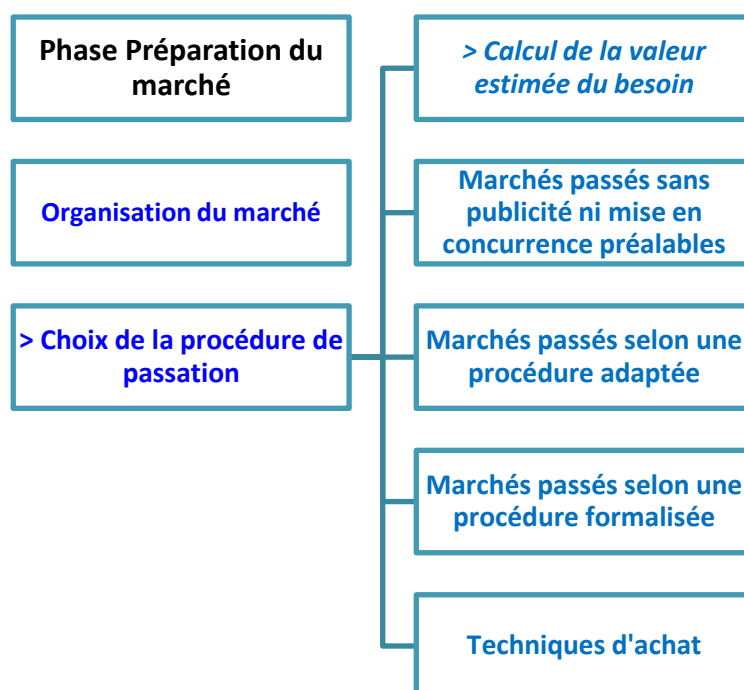 Phase Préparation du
marché
Organisation du marché
> Choix de la procédure de
passation
> Calcul de la valeur
estimée du besoin
Marchés passés sans
publicité ni mise en
concurrence préalables
Marchés passés selon une
procédure adaptée
Marchés passés selon une
procédure formalisée
Techniques d'achat